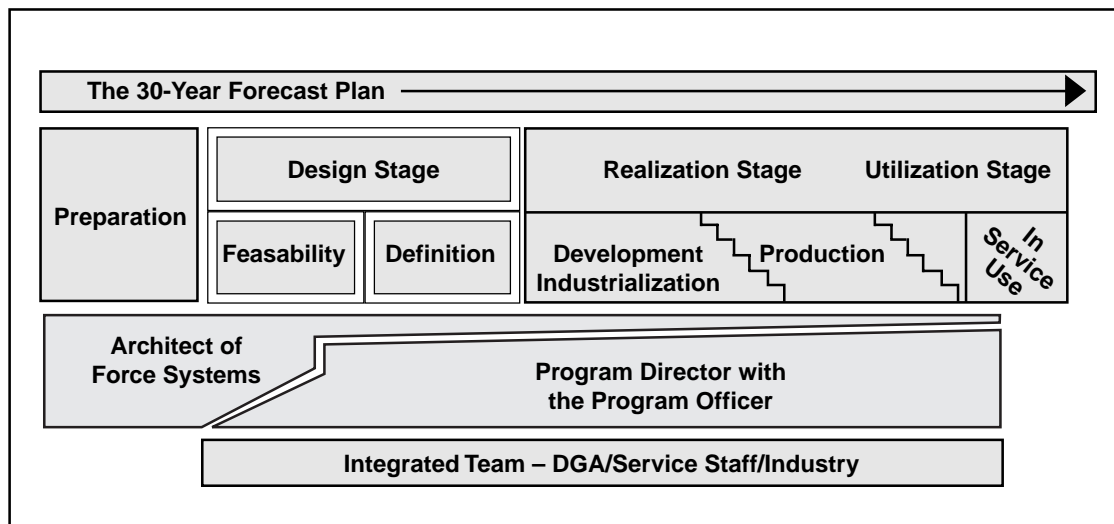 The 30-Year Forecast Plan
Preparation
Design Stage
Feasability
Definition
Realization Stage
Utilization Stage
Development
Industrialization
Production
In
Service
Use
Architect of
Force Systems
Program Director with
the Program Officer
Integrated Team – DGA/Service Staff/Industry